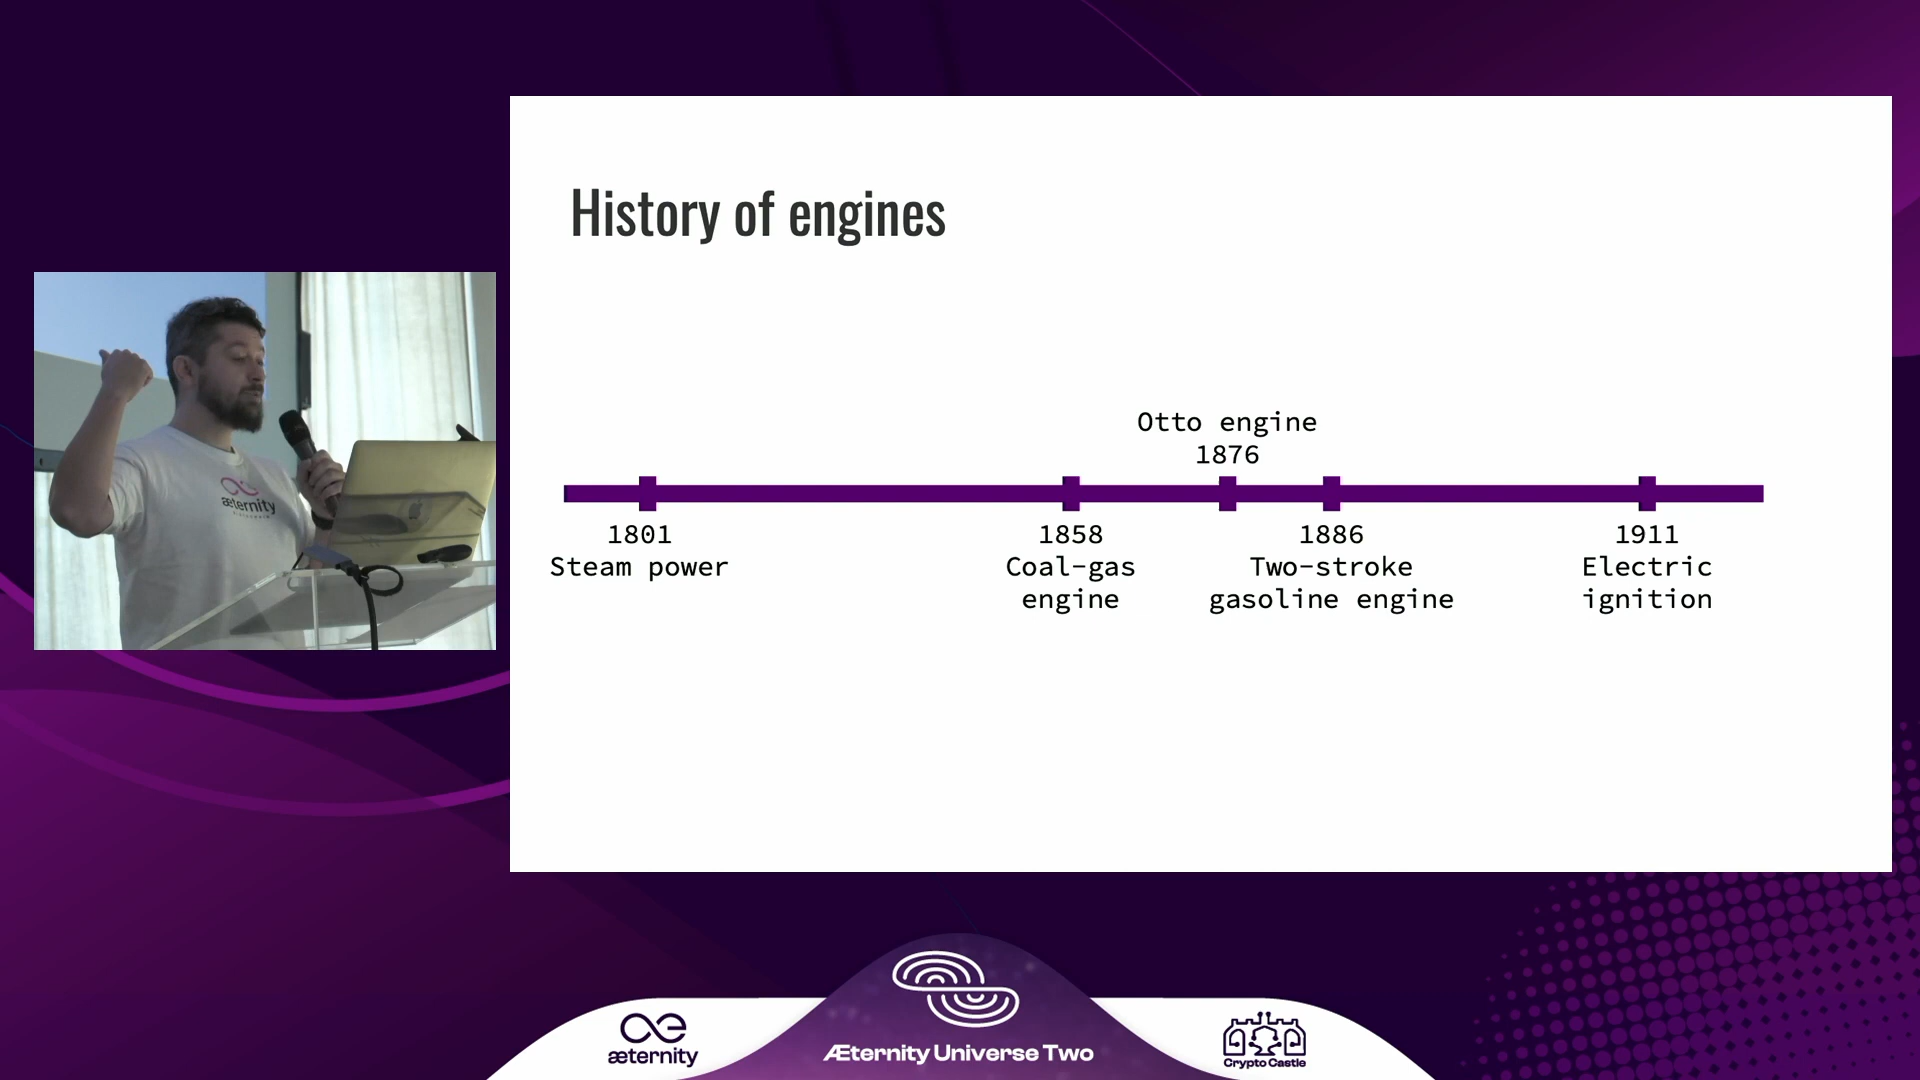 History of engines
Otto engine
1876
1801
Steam power
1858
Coal-gas
engine
1886
Two-stroke
gasoline engine
1911
Electric
ignition
æternity
æternity
Æternity Universe Two
Crypto Castle